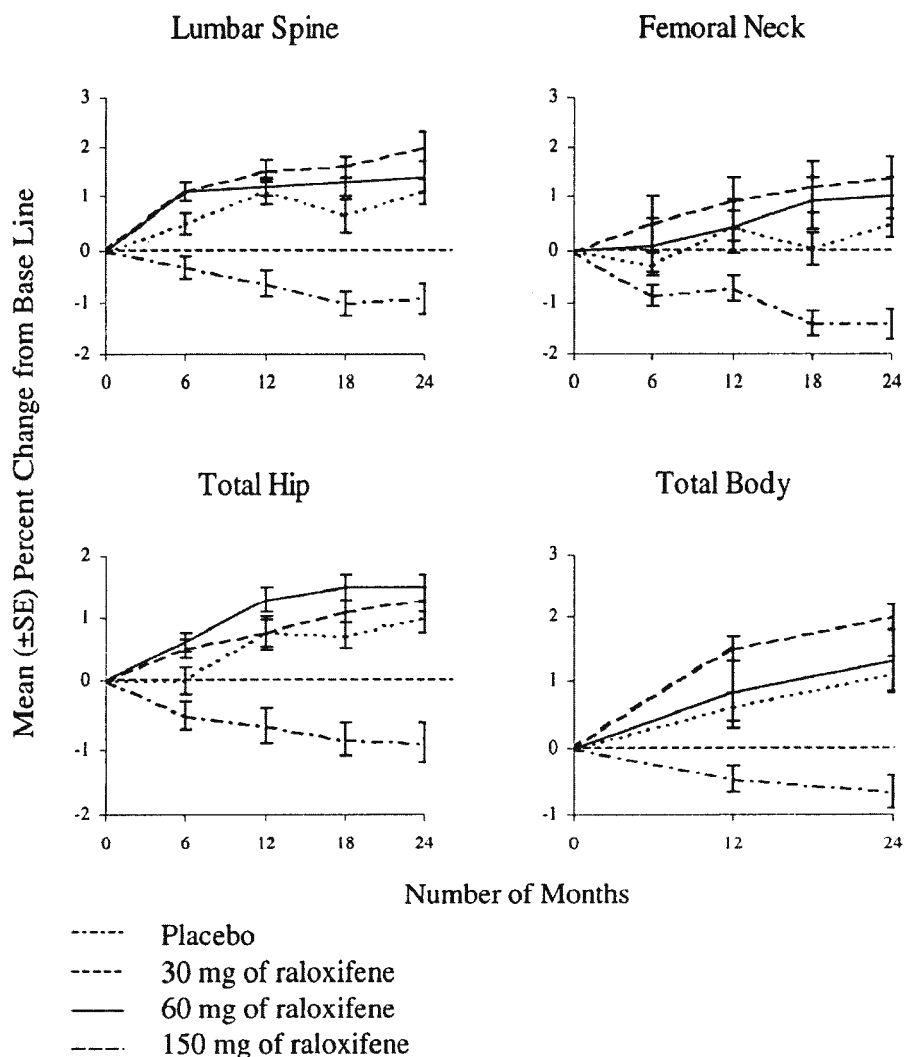 Lumbar Spine
Femoral Neck
3
2
1
0
-1
-2
0 6 12 18 24
3
2
1
0
-1
-2
0 6 12 18 24
Mean (±SE) Percent Change from Base Line
Total Hip
Total Body
2
1
0
-1
-2
0 6 12 18 24
3
2
1
0
-1
0 12 24
Number of Months
Placebo
30 mg of raloxifene
60 mg of raloxifene
150 mg of raloxifene